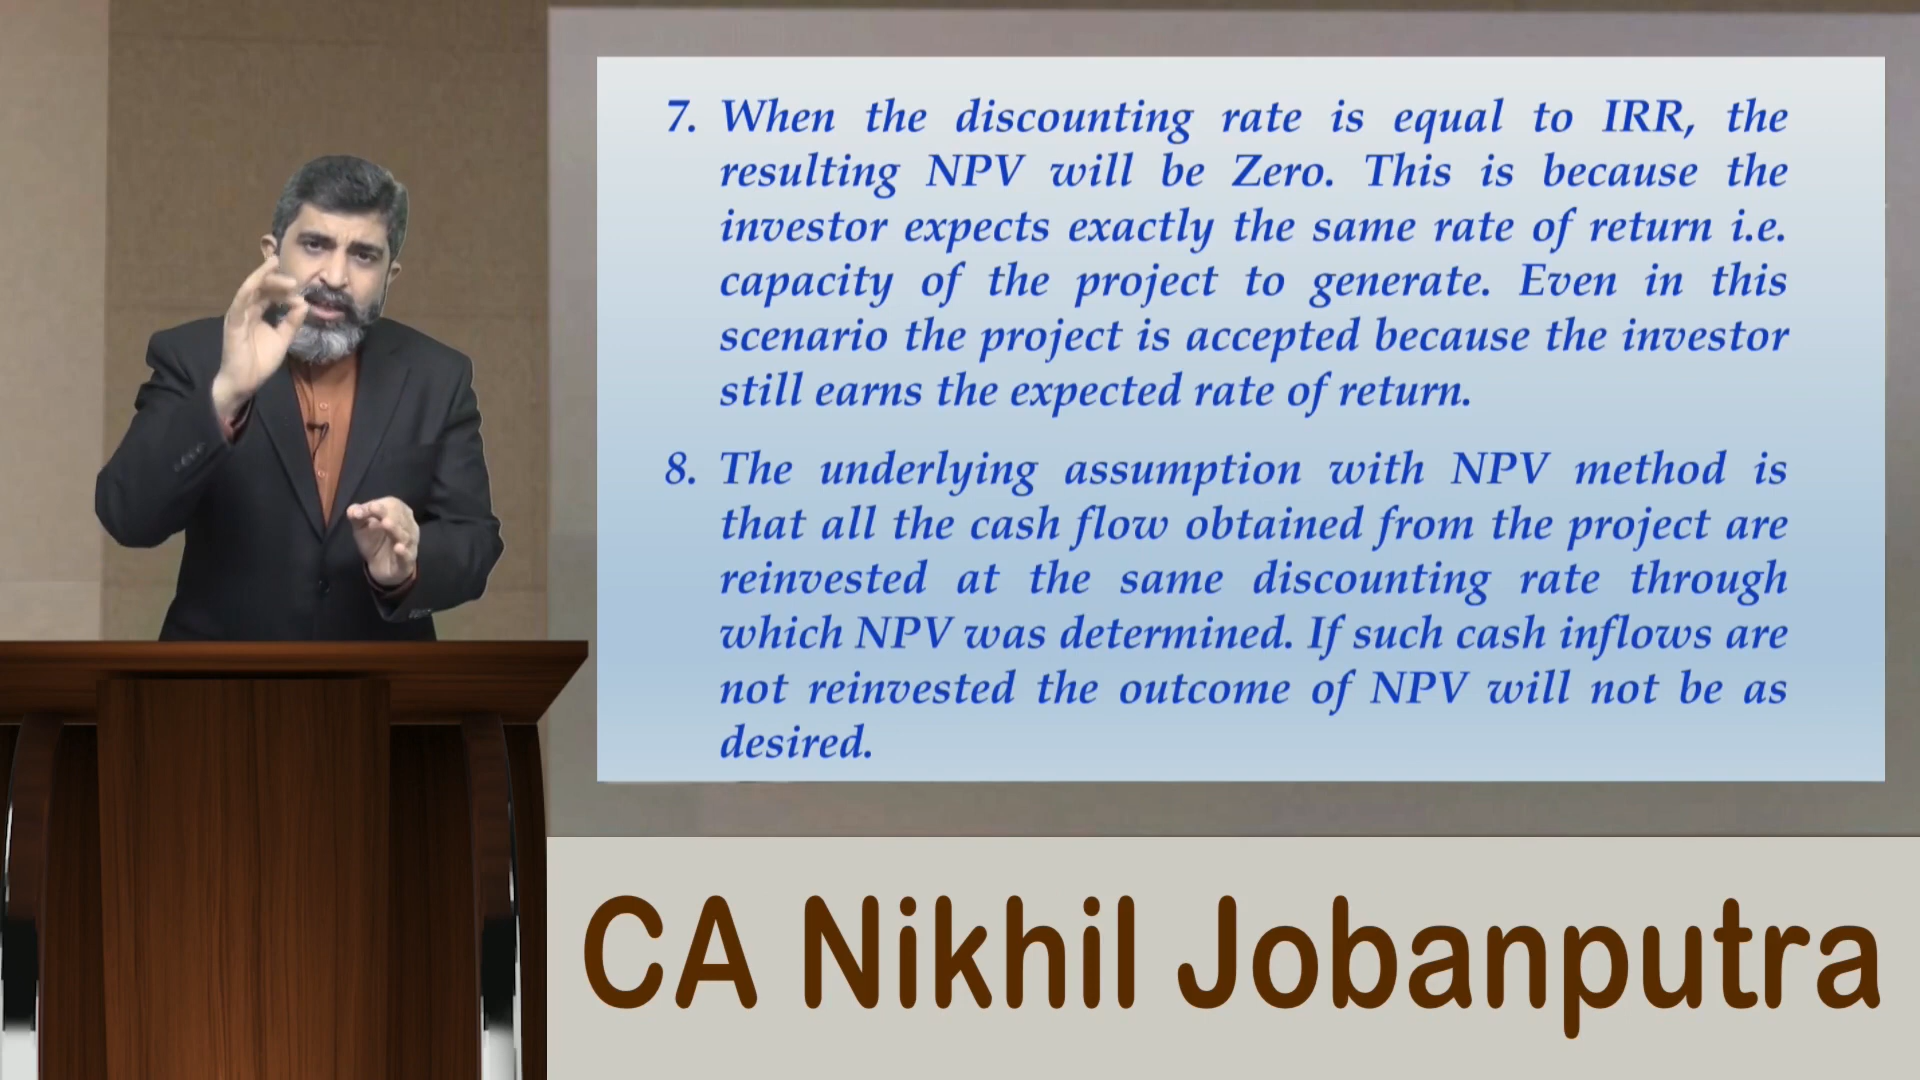 7. When the discounting rate is equal to IRR, the
resulting NPV will be Zero. This is because the
investor expects exactly the same rate of return i.e.
capacity of the project to generate. Even in this
scenario the project is accepted because the investor
still earns the expected rate of return.
8. The underlying assumption with NPV method is
that all the cash flow obtained from the project are
reinvested at the same discounting rate through
which NPV was determined. If such cash inflows are
not reinvested the outcome of NPV will not be as
desired.
CA Nikhil Jobanputra